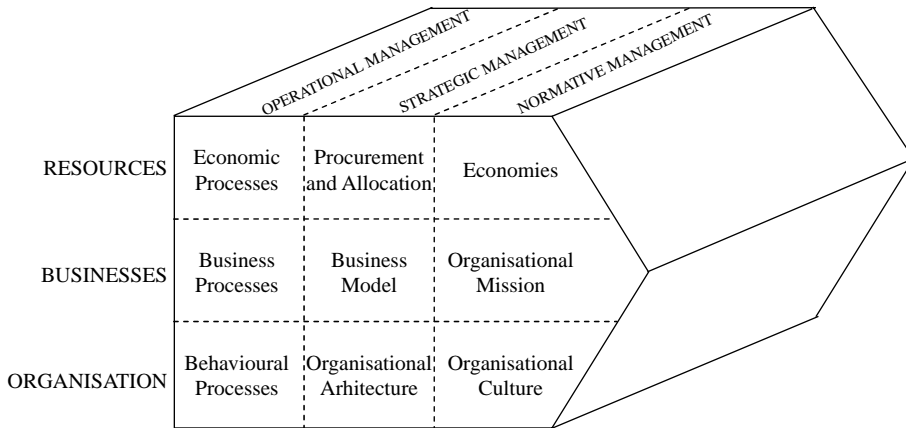 OPERATIONAL MANAGEMENT
STRATEGIC MANAGEMENT
NORMATIVE MANAGEMENT
RESOURCES
Economic
Processes
Procurement
and Allocation
Economies
BUSINESSES
Business
Processes
Business
Model
Organisational
Mission
ORGANISATION
Behavioural
Processes
Organisational
Arhitecture
Organisational
Culture